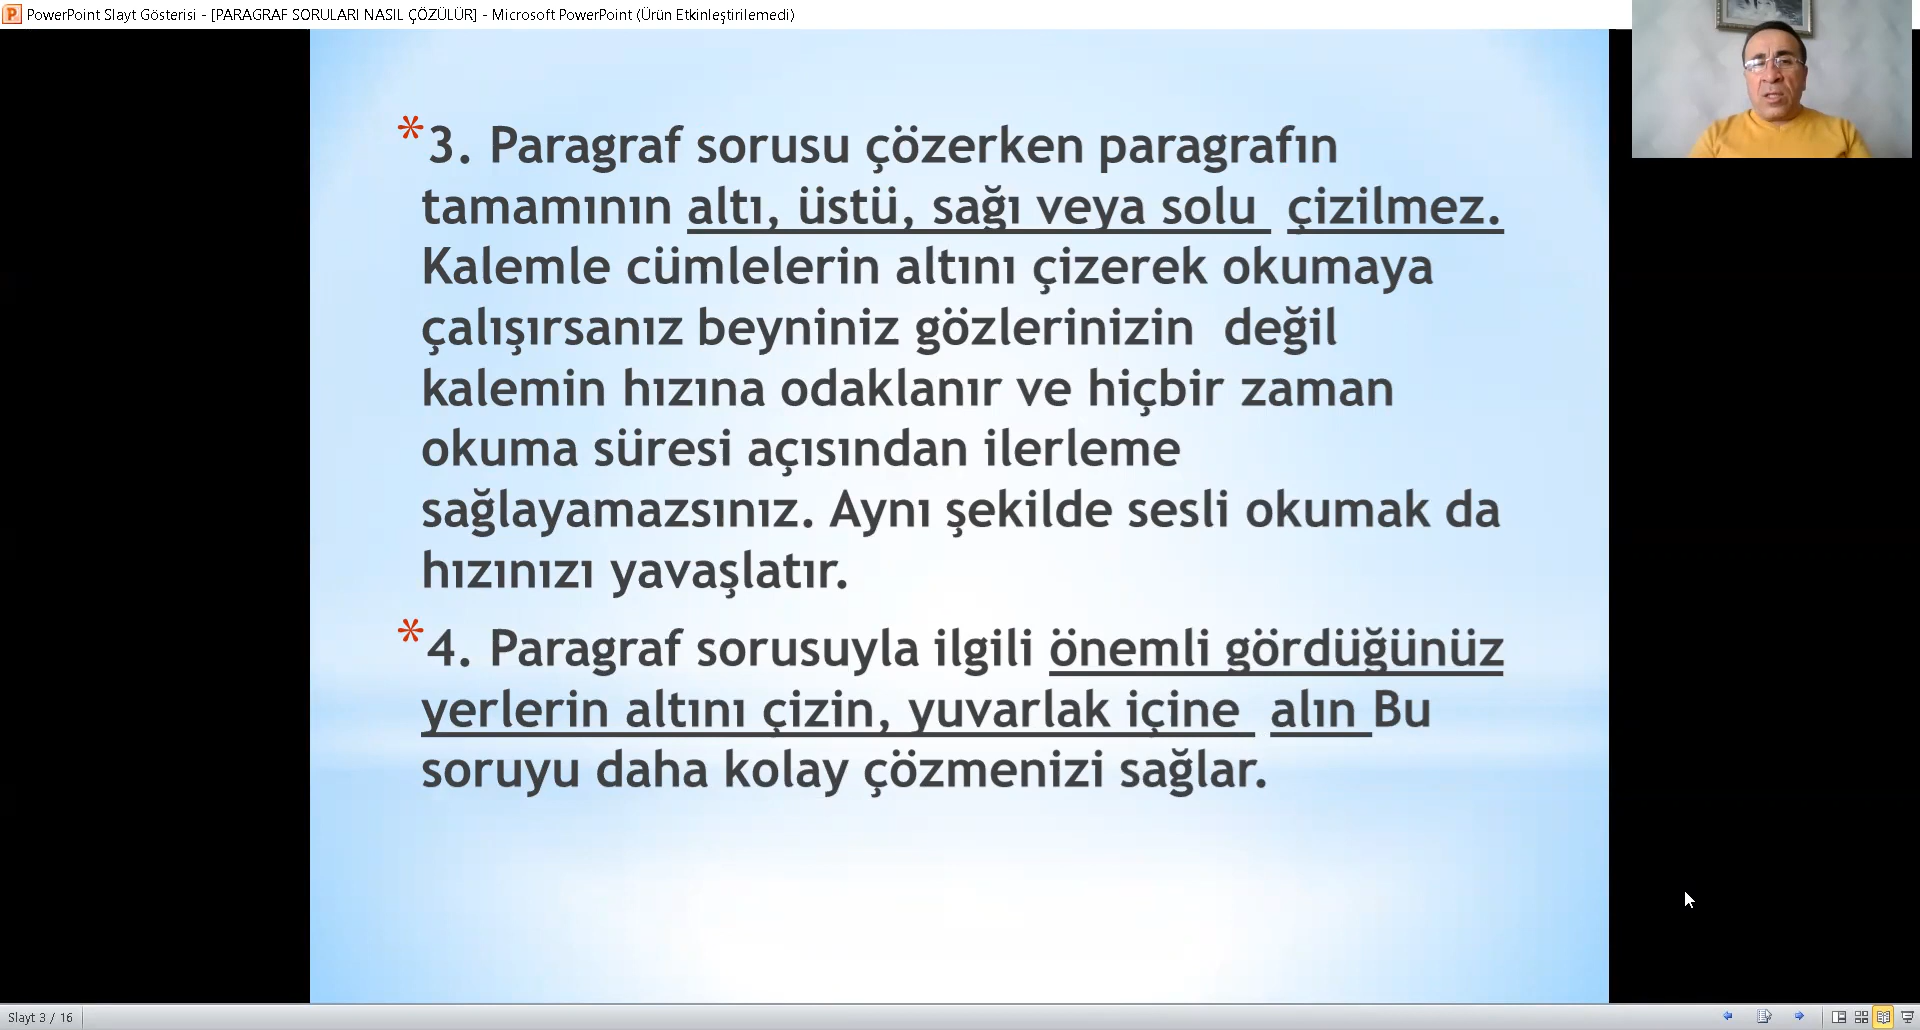 PowerPoint Slayt Gösterisi - [PARAGRAF SORULARI NASIL ÇÖZÜLÜR] - Microsoft PowerPoint (Ürün Etkinleştirilemedi)
*3. Paragraf sorusu çözerken paragrafın
tamamının altı, üstü, sağı veya solu çizilmez.
Kalemle cümlelerin altını çizerek okumaya
çalışırsanız beyniniz gözlerinizin değil
kalemin hızına odaklanır ve hiçbir zaman
okuma süresi açısından ilerleme
sağlayamazsınız. Aynı şekilde sesli okumak da
hızınızı yavaşlatır.
*4. Paragraf sorusuyla ilgili önemli gördüğünüz
yerlerin altını çizin, yuvarlak içine alın Bu
soruyu daha kolay çözmenizi sağlar.
Slayt 3 / 16